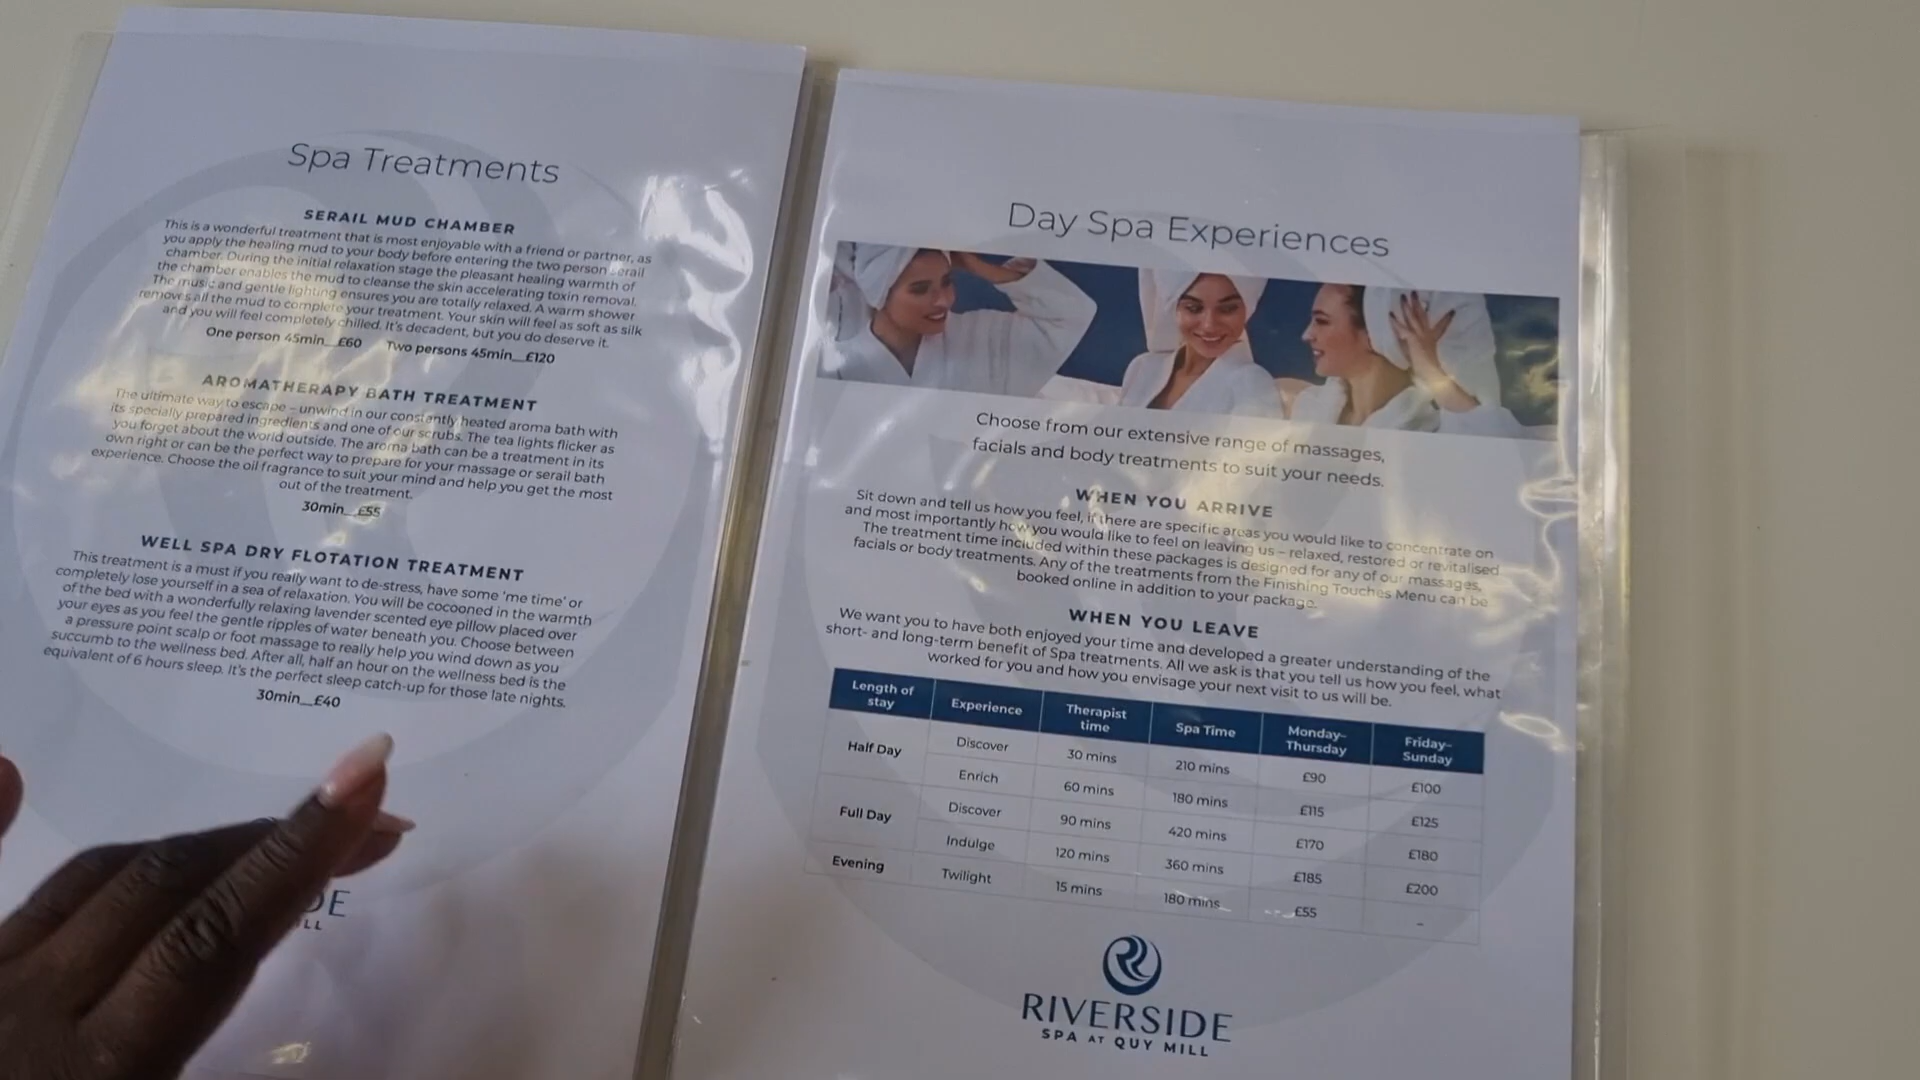 Spa Treatments
SERAIL MUD CHAMBER
This is a wonderful treatment that is most enjoyable with a friend or partner, as
you apply the healing mud to your body before entering the two person serail
chamber. During the initial relaxation stage the pleasant healing warmth of
the chamber enables the mud to cleanse the skin accelerating toxin removal.
The music and gentle lighting ensures you are totally relaxed. A warm shower
removes all the mud to complete your treatment. Your skin will feel as soft as silk
and you will feel completely chilled. It's decadent, but you do deserve it.
One person 45min__£60 Two persons 45min__£120
AROMATHERAPY BATH TREATMENT
The ultimate way to escape – unwind in our constantly heated aroma bath with
its specially prepared ingredients and one of our scrubs. The tea lights flicker as
you forget about the world outside. The aroma bath can be a treatment in its
own right or can be the perfect way to prepare for your massage or serail bath
experience. Choose the oil fragrance to suit your mind and help you get the most
out of the treatment.
30min__£55
WELL SPA DRY FLOTATION TREATMENT
This treatment is a must if you really want to de-stress, have some 'me time' or
completely lose yourself in a sea of relaxation. You will be cocooned in the warmth
of the bed with a wonderfully relaxing lavender scented eye pillow placed over
your eyes as you feel the gentle ripples of water beneath you. Choose between
a pressure point scalp or foot massage to really help you wind down as you
succumb to the wellness bed. After all, half an hour on the wellness bed is the
equivalent of 6 hours sleep. It's the perfect sleep catch-up for those late nights.
30min__£40
DE
LL
Day Spa Experiences
Choose from our extensive range of massages,
facials and body treatments to suit your needs.
WHEN YOU ARRIVE
Sit down and tell us how you feel, if there are specific areas you would like to concentrate on
and most importantly how you would like to feel on leaving us – relaxed, restored or revitalised
The treatment time included within these packages is designed for any of our massages,
facials or body treatments. Any of the treatments from the Finishing Touches Menu can be
booked online in addition to your package.
WHEN YOU LEAVE
We want you to have both enjoyed your time and developed a greater understanding of the
short- and long-term benefit of Spa treatments. All we ask is that you tell us how you feel, what
worked for you and how you envisage your next visit to us will be.
Length of stay Experience Therapist time Spa Time Monday–Thursday Friday–Sunday
Half Day Discover 30 mins 210 mins £90 £100
Enrich 60 mins 180 mins £115 £125
Full Day Discover 90 mins 420 mins £170 £180
Indulge 120 mins 360 mins £185 £200
Evening Twilight 15 mins 180 mins £55 –
RIVERSIDE
SPA AT QUY MILL